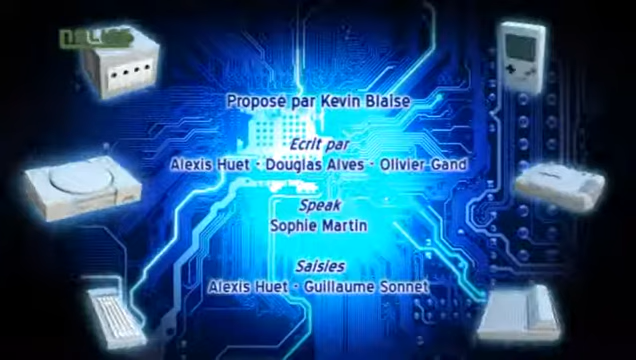 Proposé par Kevin Blaise
Ecrit par
Alexis Huet - Douglas Alves - Olivier Gand
Speak
Sophie Martin
Saisies
Alexis Huet - Guillaume Sonnet